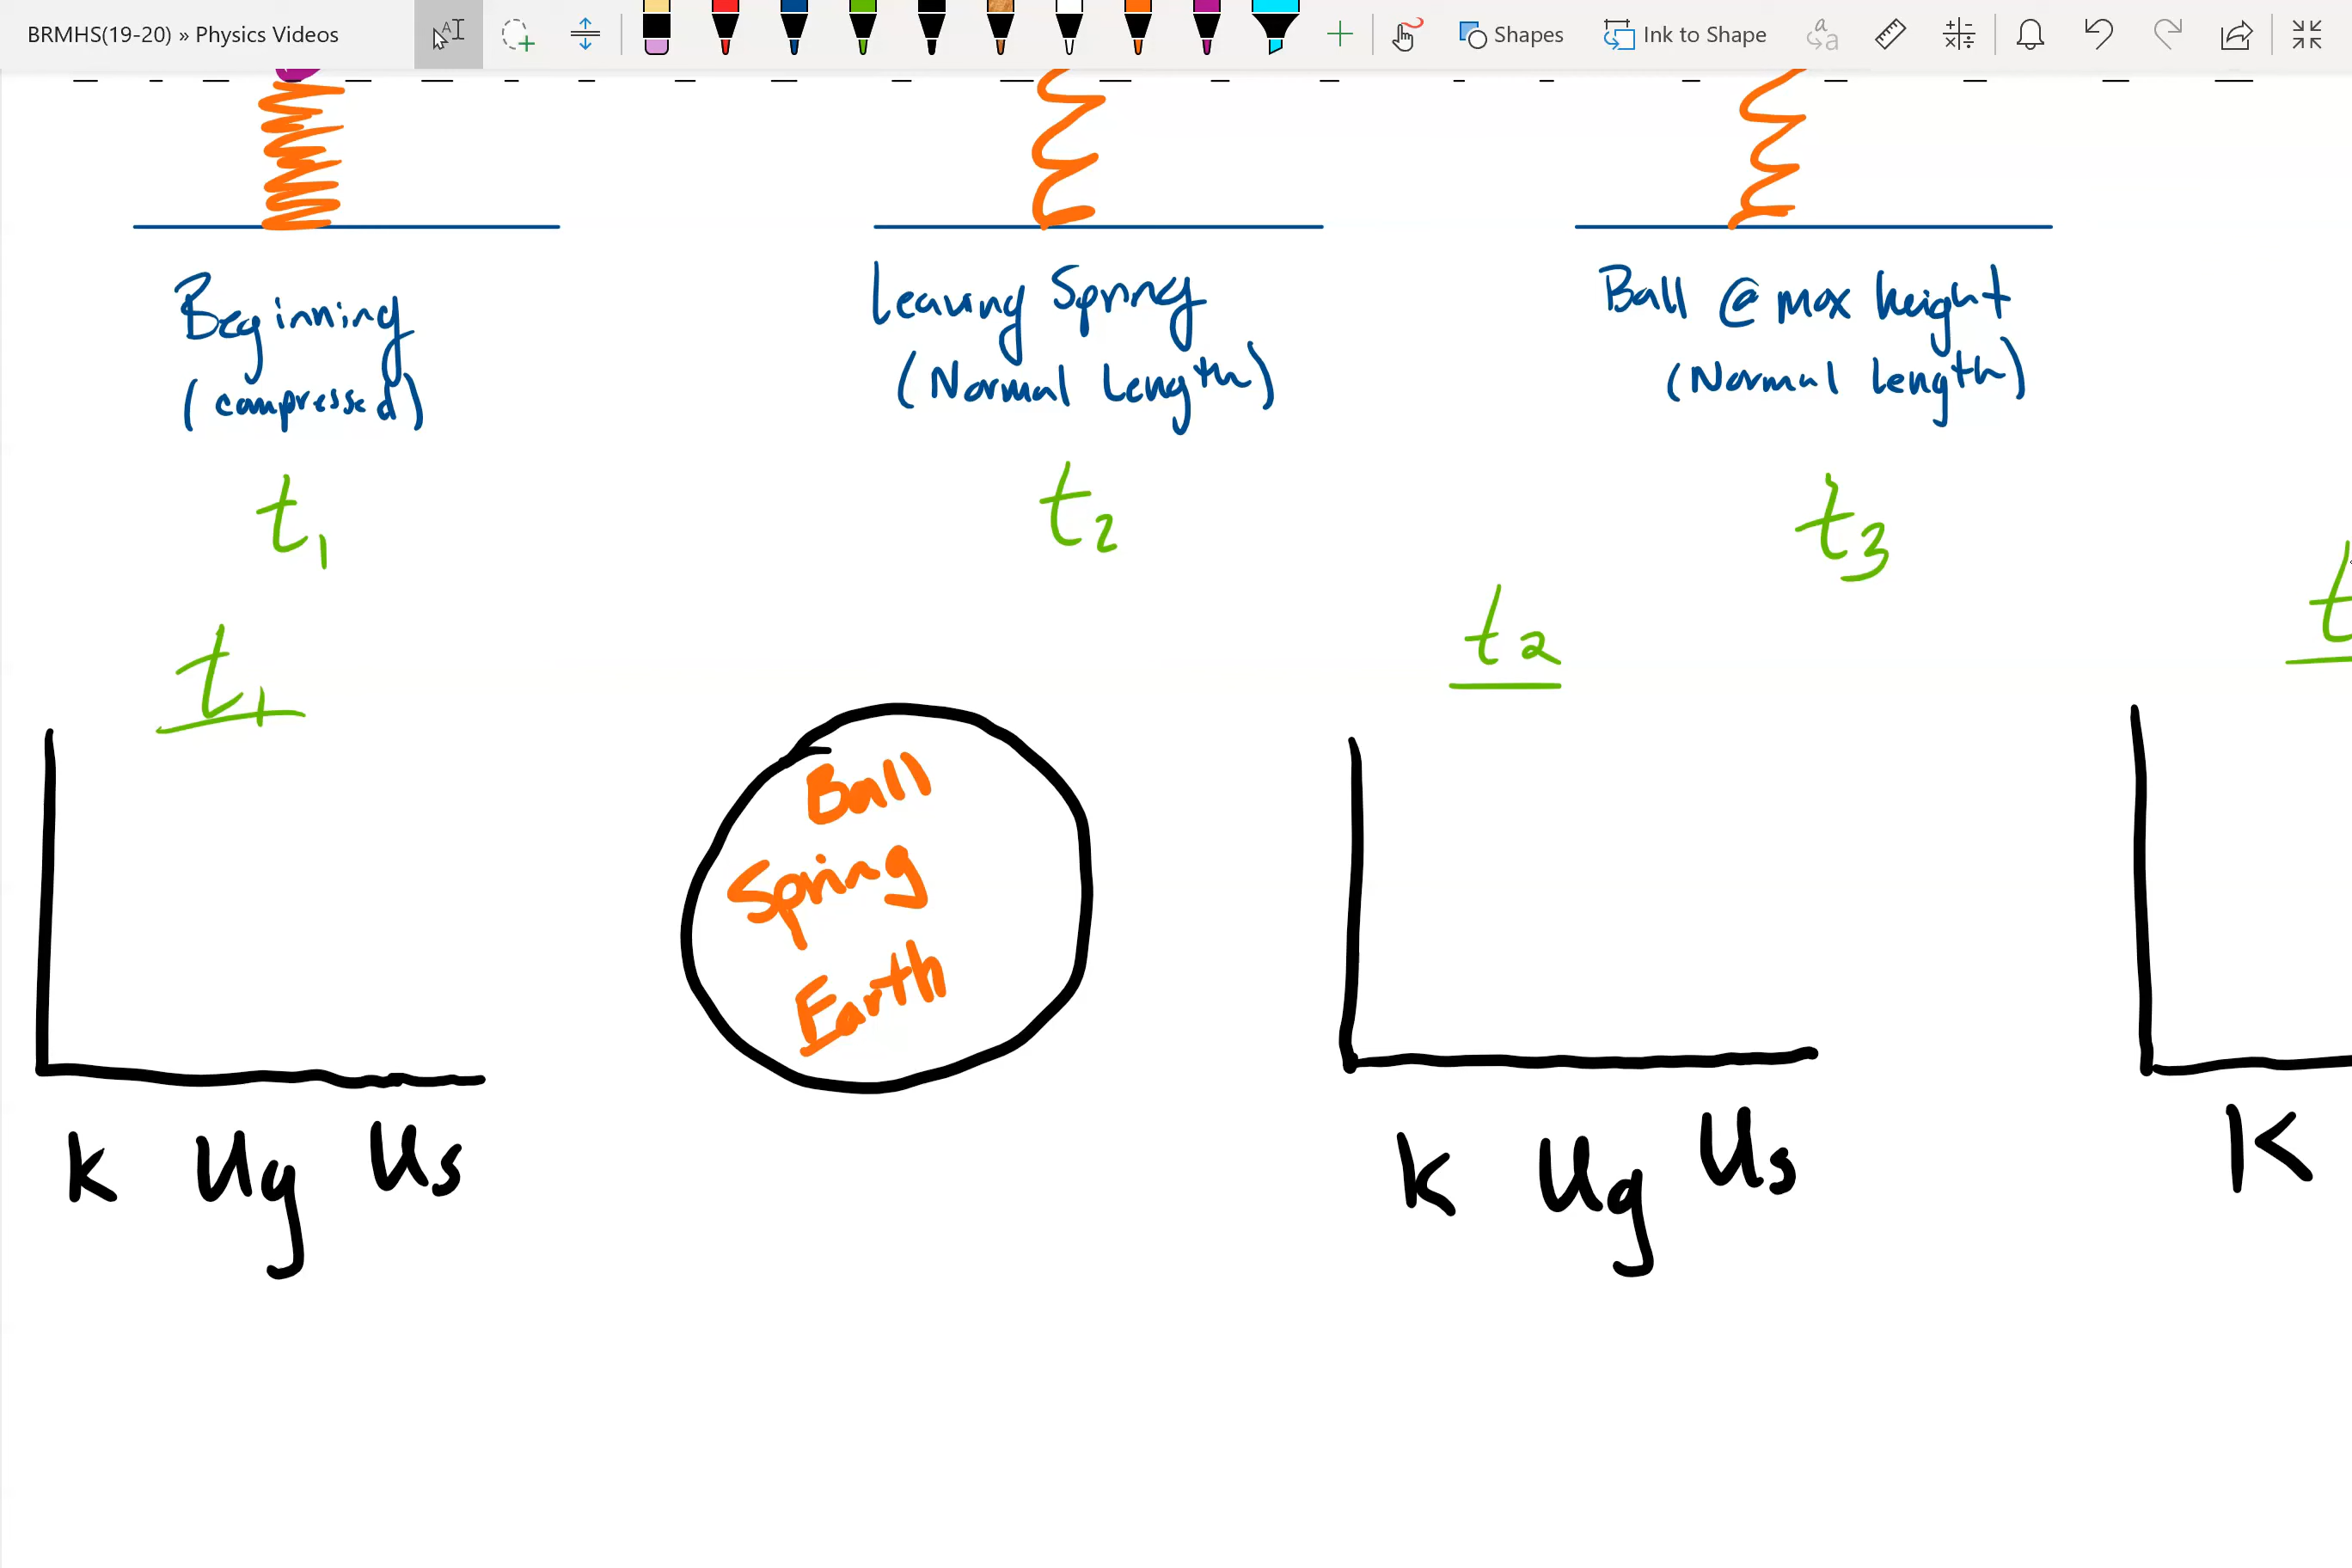 BRMHS(19-20) » Physics Videos
Shapes
Ink to Shape
Beginning
(compressed)
Leaving Spring
(Normal Length)
Ball @ max height
(Normal Length)
t1
t2
t3
t1
t2
t
Ball
Spring
Earth
K Ug Us
K Ug Us
K